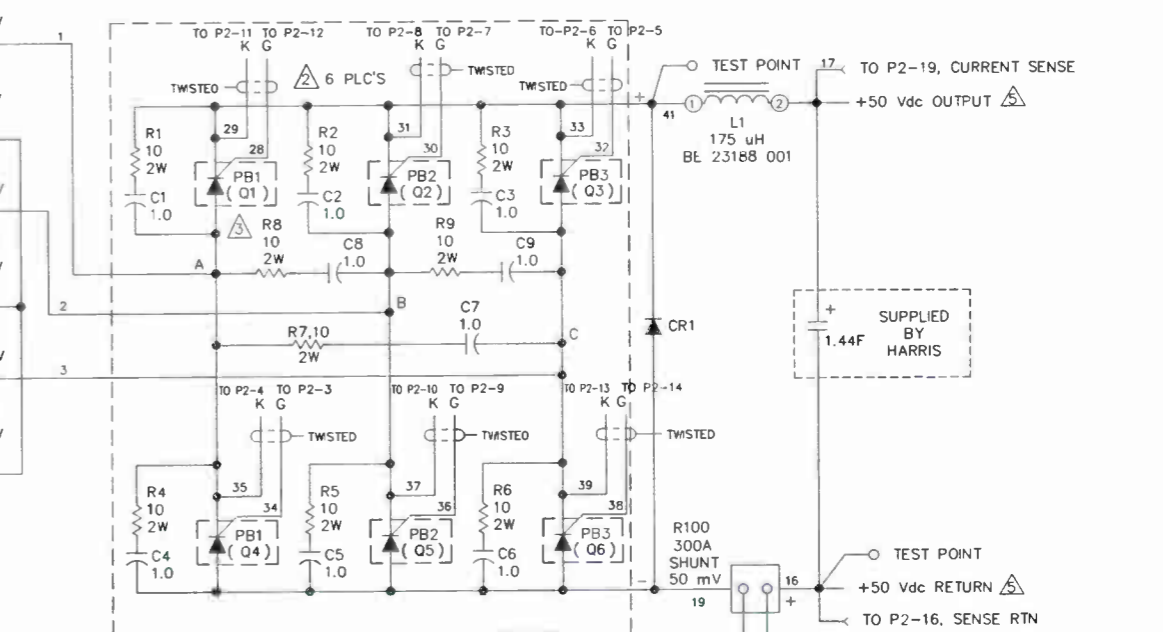 TO P2-11 TO P2-12
K G
TO P2-8 TO P2-7
K G
TO-P2-6 TO P2-5
K G
TWISTED
2 6 PLC'S
TWISTED
TWISTED
1
+
TEST POINT
17 TO P2-19, CURRENT SENSE
+50 Vdc OUTPUT 5
41
1 2
L1
175 uH
BE 23188 001
R1
10
2W
29
28
PB1
(Q1)
C1
1.0
R2
10
2W
31
30
PB2
(Q2)
C2
1.0
R3
10
2W
33
32
PB3
(Q3)
C3
1.0
3
R8
10
2W
C8
1.0
R9
10
2W
C9
1.0
A
2
B
R7,10
2W
C7
1.0
C
CR1
+
1.44F
SUPPLIED
BY
HARRIS
3
TO P2-4 TO P2-3
K G
TO P2-10 TO P2-9
K G
TO P2-13 TO P2-14
K G
TWISTED
TWISTED
TWISTED
R4
10
2W
35
34
PB1
(Q4)
C4
1.0
R5
10
2W
37
36
PB2
(Q5)
C5
1.0
R6
10
2W
39
38
PB3
(Q6)
C6
1.0
R100
300A
SHUNT
50 mV
-
19
16
+
TEST POINT
+50 Vdc RETURN 5
TO P2-16, SENSE RTN